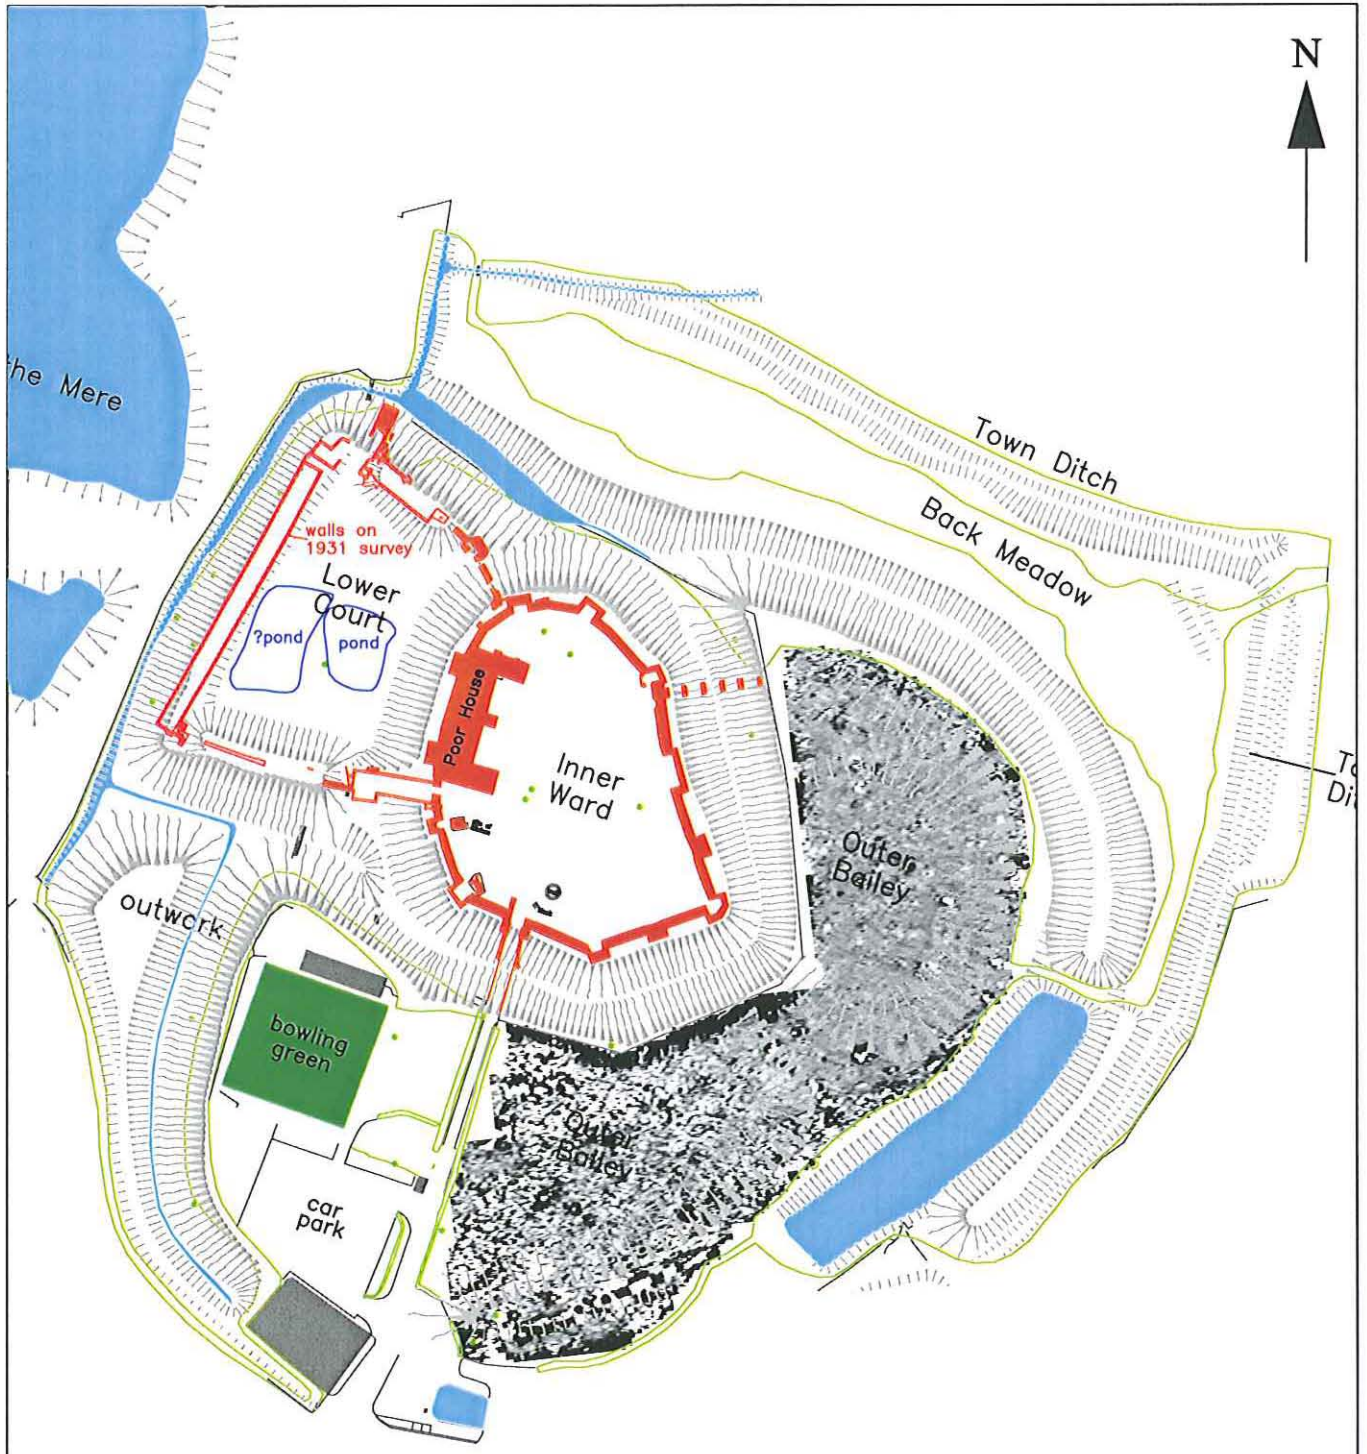 N
the Mere
Town Ditch
Back Meadow
walls on
1931 survey
Lower
Court
?pond
pond
Poor House
Inner
Ward
Outer
Bailey
outwork
bowling
green
Outer
Bailey
car
park